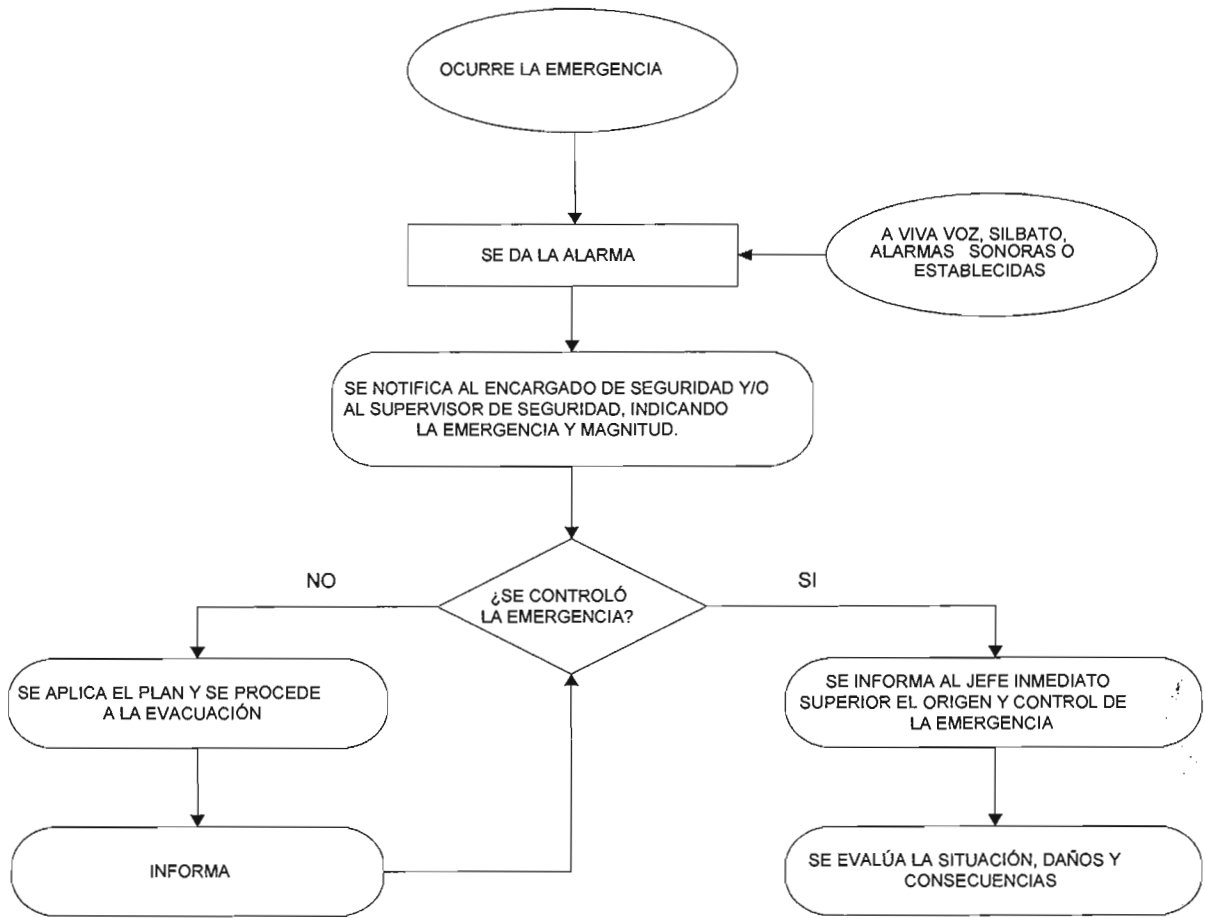 OCURRE LA EMERGENCIA
SE DA LA ALARMA
A VIVA VOZ, SILBATO,
ALARMAS SONORAS O
ESTABLECIDAS
SE NOTIFICA AL ENCARGADO DE SEGURIDAD Y/O
AL SUPERVISOR DE SEGURIDAD, INDICANDO
LA EMERGENCIA Y MAGNITUD.
¿SE CONTROLÓ
LA EMERGENCIA?
NO
SI
SE APLICA EL PLAN Y SE PROCEDE
A LA EVACUACIÓN
SE INFORMA AL JEFE INMEDIATO
SUPERIOR EL ORIGEN Y CONTROL DE
LA EMERGENCIA
INFORMA
SE EVALÚA LA SITUACIÓN, DAÑOS Y
CONSECUENCIAS